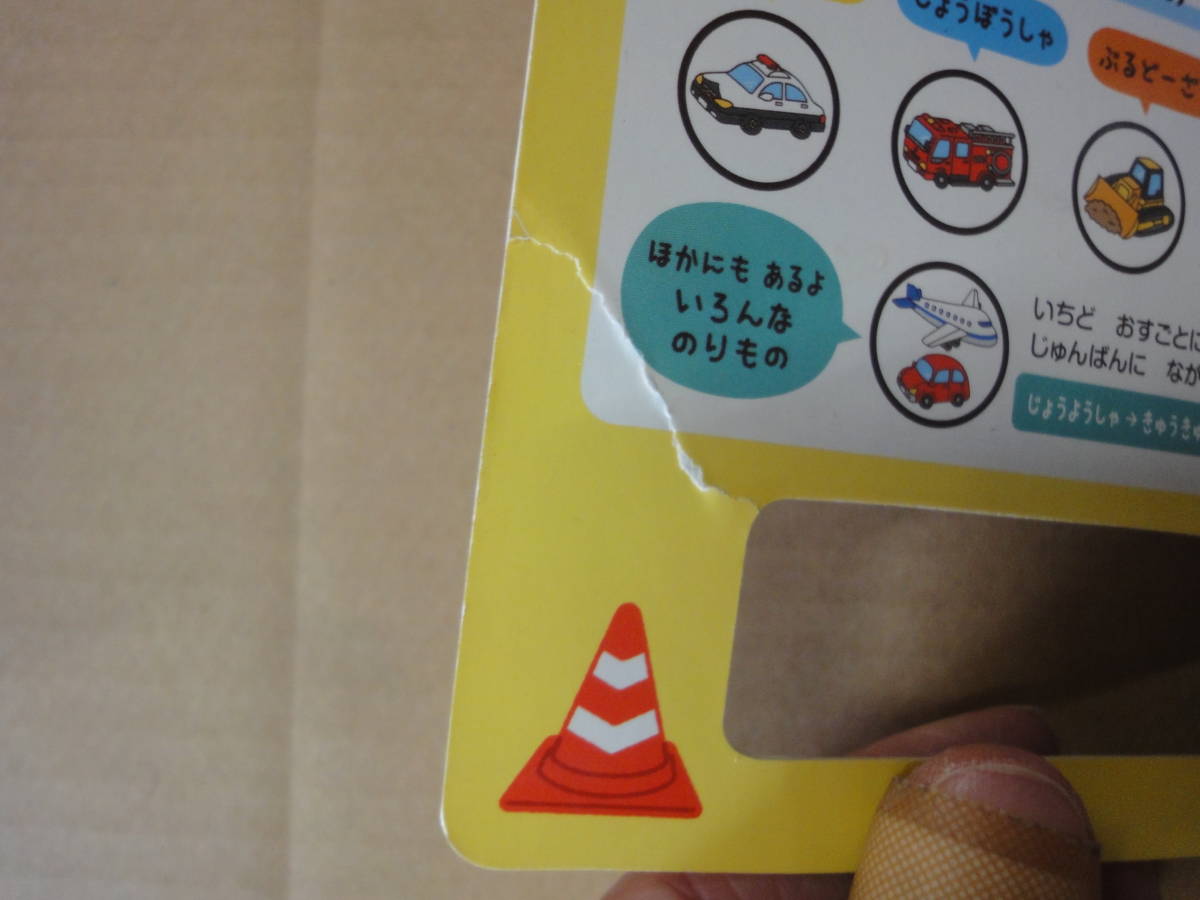 しょうぼうしゃ
ぶるどーざ
ほかにも あるよ
いろんな
のりもの
いちど おすごとに
じゅんばんに なが
じょうようしゃ→きゅうきゅ